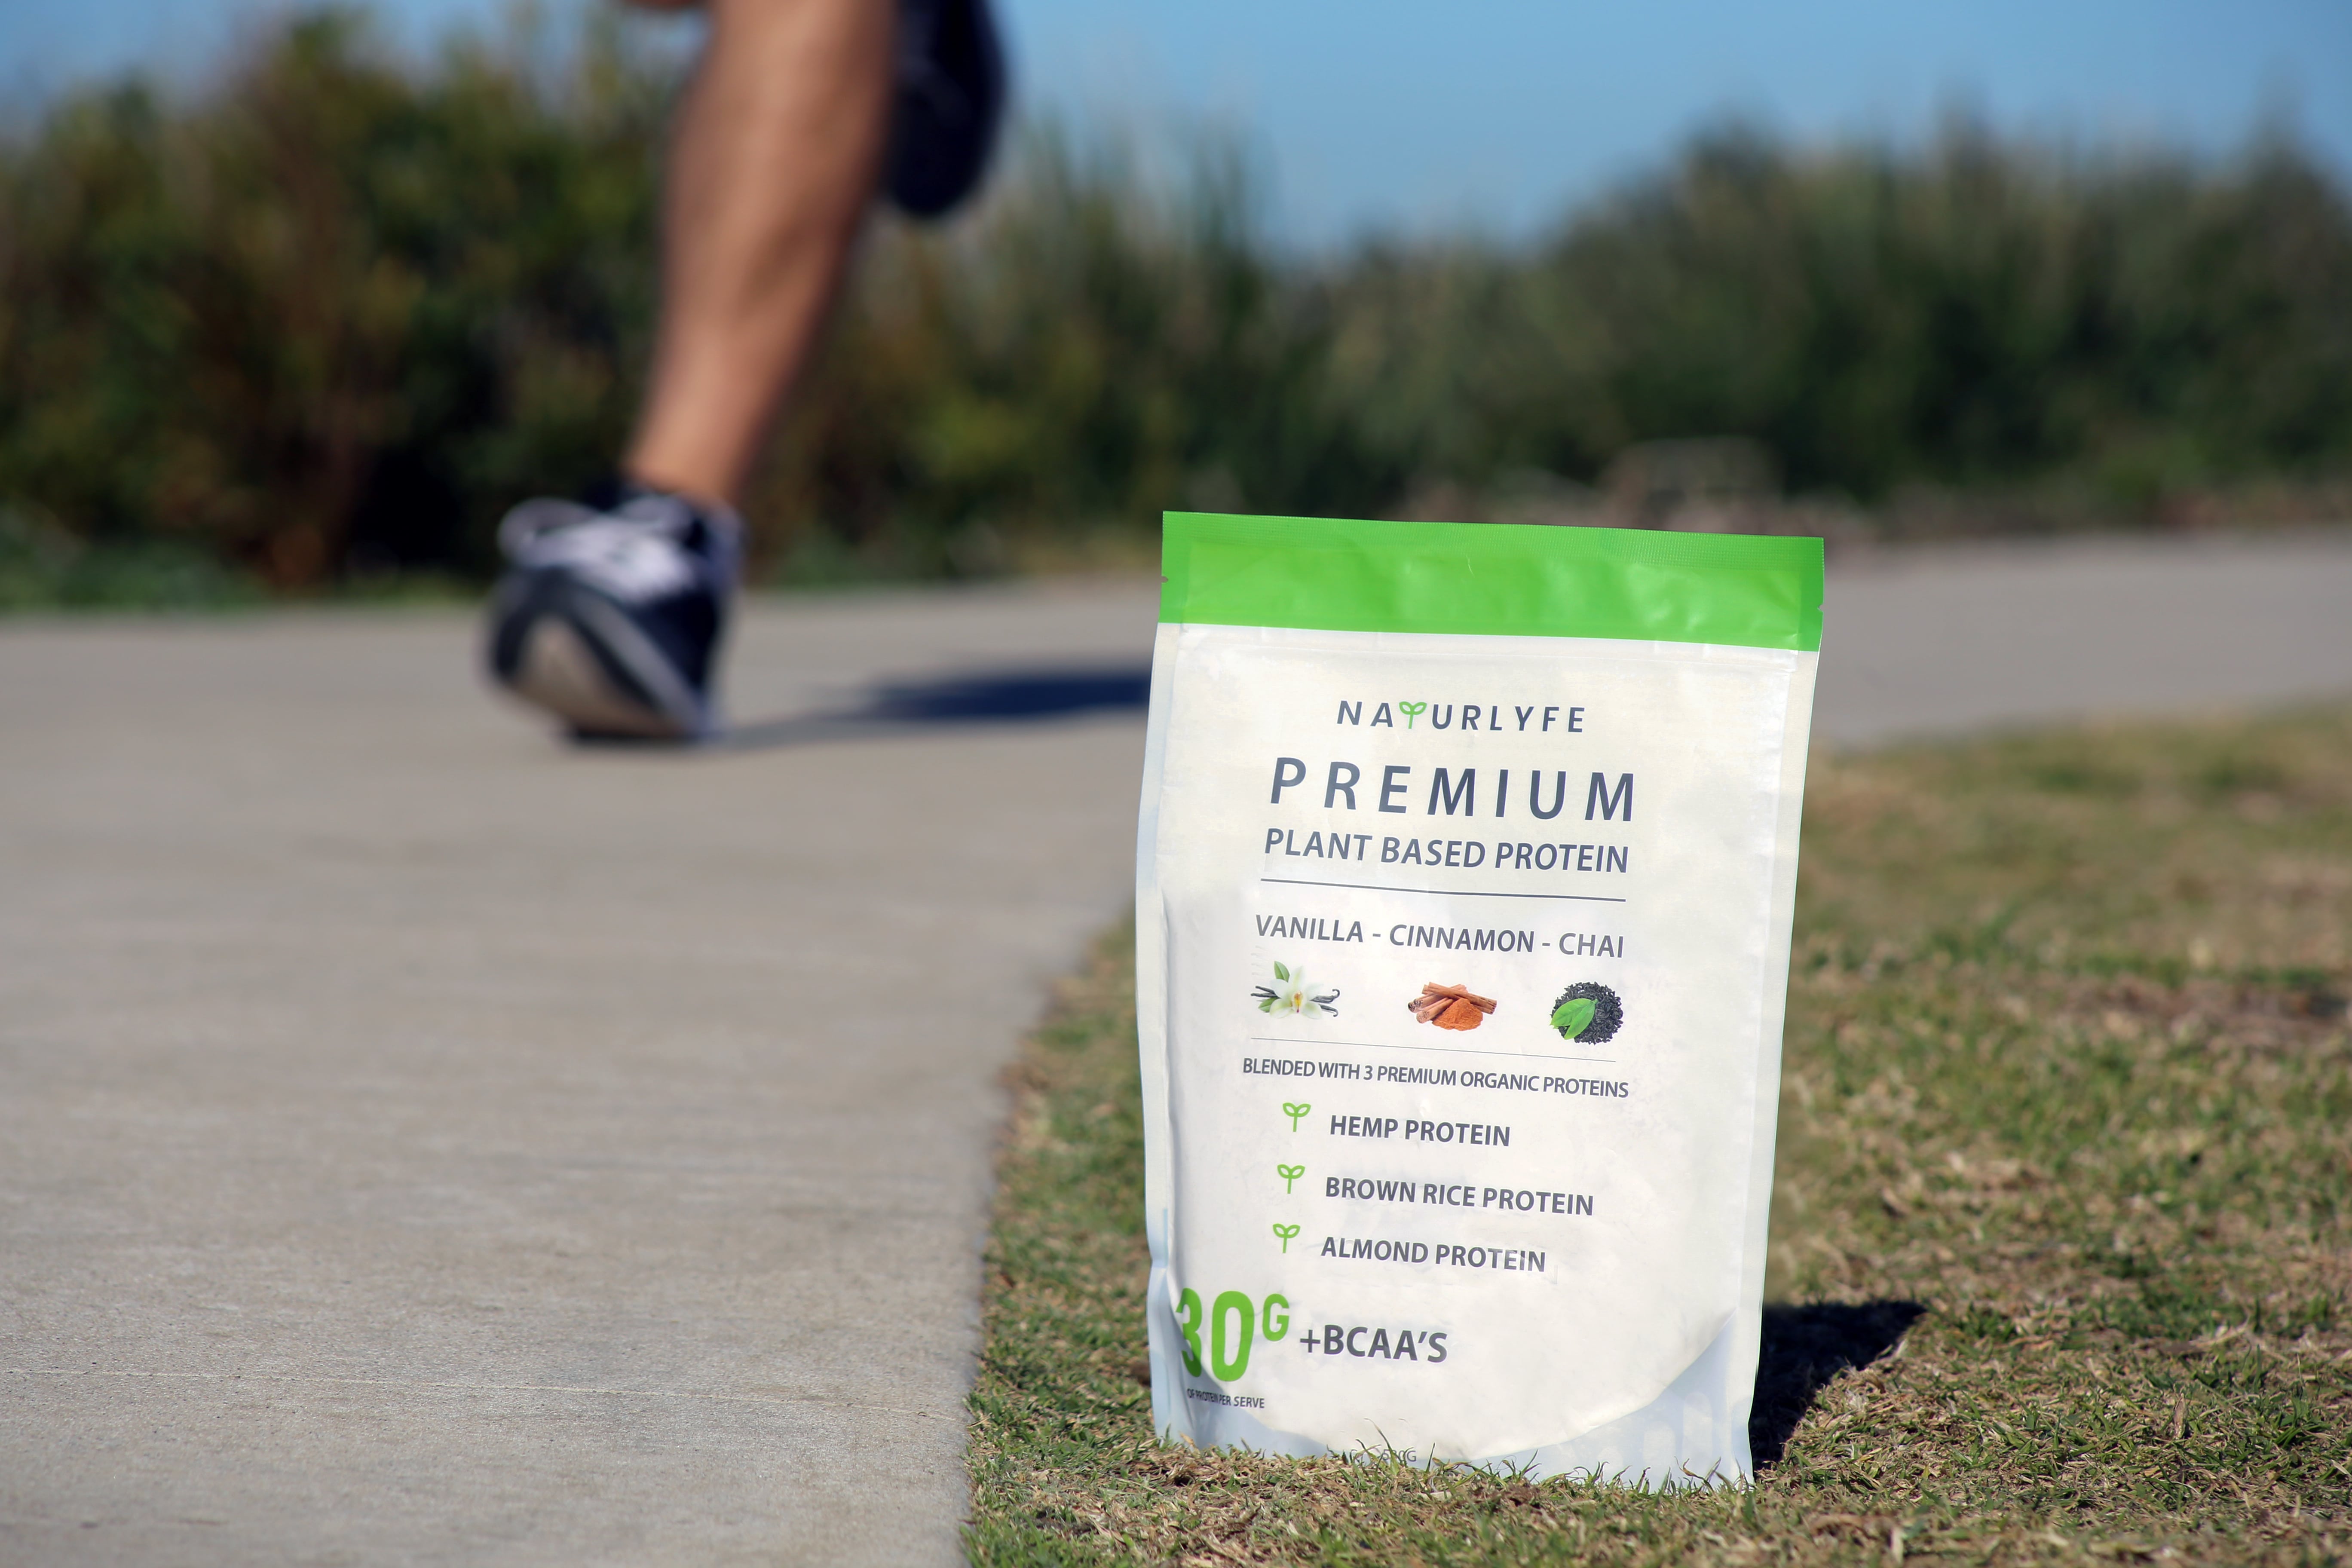 NATURLYFE
PREMIUM
PLANT BASED PROTEIN
VANILLA - CINNAMON - CHAI
BLENDED WITH 3 PREMIUM ORGANIC PROTEINS
HEMP PROTEIN
BROWN RICE PROTEIN
ALMOND PROTEIN
30G +BCAA'S
OF PROTEIN PER SERVE